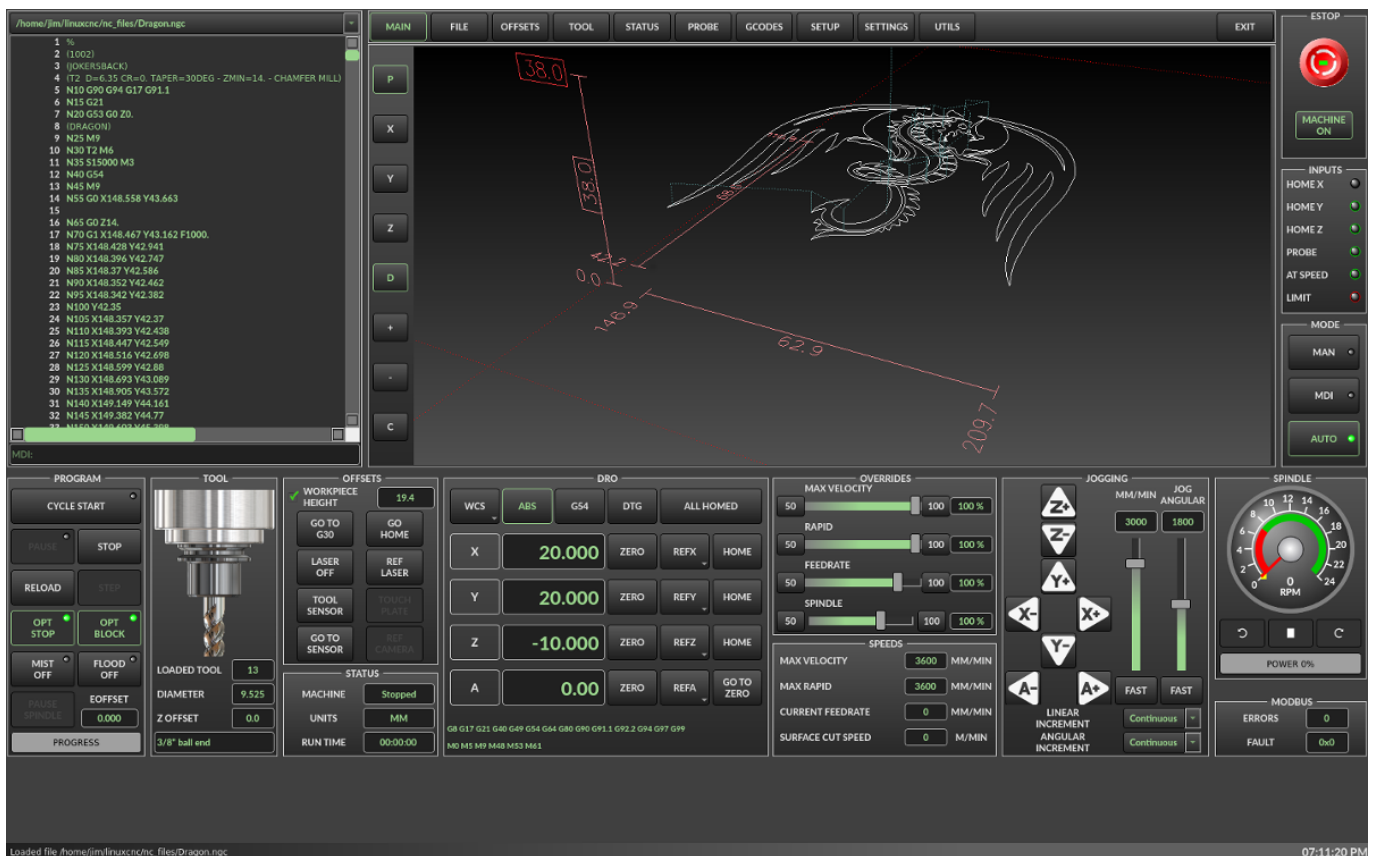 /home/jim/linuxcnc/nc_files/Dragon.ngc
1 %
2 (1002)
3 (JOKERSBACK)
4 (T2 D=6.35 CR=0. TAPER=30DEG - ZMIN=14. - CHAMFER MILL)
5 N10 G90 G94 G17 G91.1
6 N15 G21
7 N20 G53 G0 Z0.
8 (DRAGON)
9 N25 M9
10 N30 T2 M6
11 N35 S15000 M3
12 N40 G54
13 N45 M9
14 N55 G0 X148.558 Y43.663
15
16 N65 G0 Z14.
17 N70 G1 X148.467 Y43.162 F1000.
18 N75 X148.428 Y42.941
19 N80 X148.396 Y42.747
20 N85 X148.37 Y42.586
21 N90 X148.352 Y42.462
22 N95 X148.342 Y42.382
23 N100 Y42.35
24 N105 X148.357 Y42.37
25 N110 X148.393 Y42.438
26 N115 X148.447 Y42.549
27 N120 X148.516 Y42.698
28 N125 X148.599 Y42.88
29 N130 X148.693 Y43.089
30 N135 X148.905 Y43.572
31 N140 X149.149 Y44.161
32 N145 X149.382 Y44.77
MDI:
MAIN FILE OFFSETS TOOL STATUS PROBE GCODES SETUP SETTINGS UTILS EXIT
P
X
Y
Z
D
+
-
C
38.0
38.0
42.2
0.0
146.9
62.9
209.7
ESTOP
MACHINE
ON
INPUTS
HOME X
HOME Y
HOME Z
PROBE
AT SPEED
LIMIT
MODE
MAN
MDI
AUTO
PROGRAM
CYCLE START
PAUSE STOP
RELOAD STEP
OPT
STOP
OPT
BLOCK
MIST
OFF
FLOOD
OFF
PAUSE
SPINDLE
EOFFSET
0.000
PROGRESS
TOOL
LOADED TOOL 13
DIAMETER 9.525
Z OFFSET 0.0
3/8" ball end
OFFSETS
WORKPIECE
HEIGHT
19.4
GO TO
G30
GO
HOME
LASER
OFF
REF
LASER
TOOL
SENSOR
TOUCH
PLATE
GO TO
SENSOR
REF
CAMERA
STATUS
MACHINE Stopped
UNITS MM
RUN TIME 00:00:00
DRO
WCS ABS G54 DTG ALL HOMED
X 20.000 ZERO REFX HOME
Y 20.000 ZERO REFY HOME
Z -10.000 ZERO REFZ HOME
A 0.00 ZERO REFA GO TO
ZERO
G8 G17 G21 G40 G49 G54 G64 G80 G90 G91.1 G92.2 G94 G97 G99
M0 M5 M9 M48 M53 M61
OVERRIDES
MAX VELOCITY
50 100 100 %
RAPID
50 100 100 %
FEEDRATE
50 100 100 %
SPINDLE
50 100 100 %
SPEEDS
MAX VELOCITY 3600 MM/MIN
MAX RAPID 3600 MM/MIN
CURRENT FEEDRATE 0 MM/MIN
SURFACE CUT SPEED 0 M/MIN
JOGGING
Z+
Z-
Y+
X- X+
Y-
A- A+
MM/MIN
JOG
ANGULAR
3000 1800
FAST FAST
LINEAR
INCREMENT
Continuous
ANGULAR
INCREMENT
Continuous
SPINDLE
0 2 4 6 8 10 12 14 16 18 20 22 24
0
RPM
POWER 0%
MODBUS
ERRORS 0
FAULT 0x0
Loaded file /home/jim/linuxcnc/nc_files/Dragon.ngc
07:11:20 PM